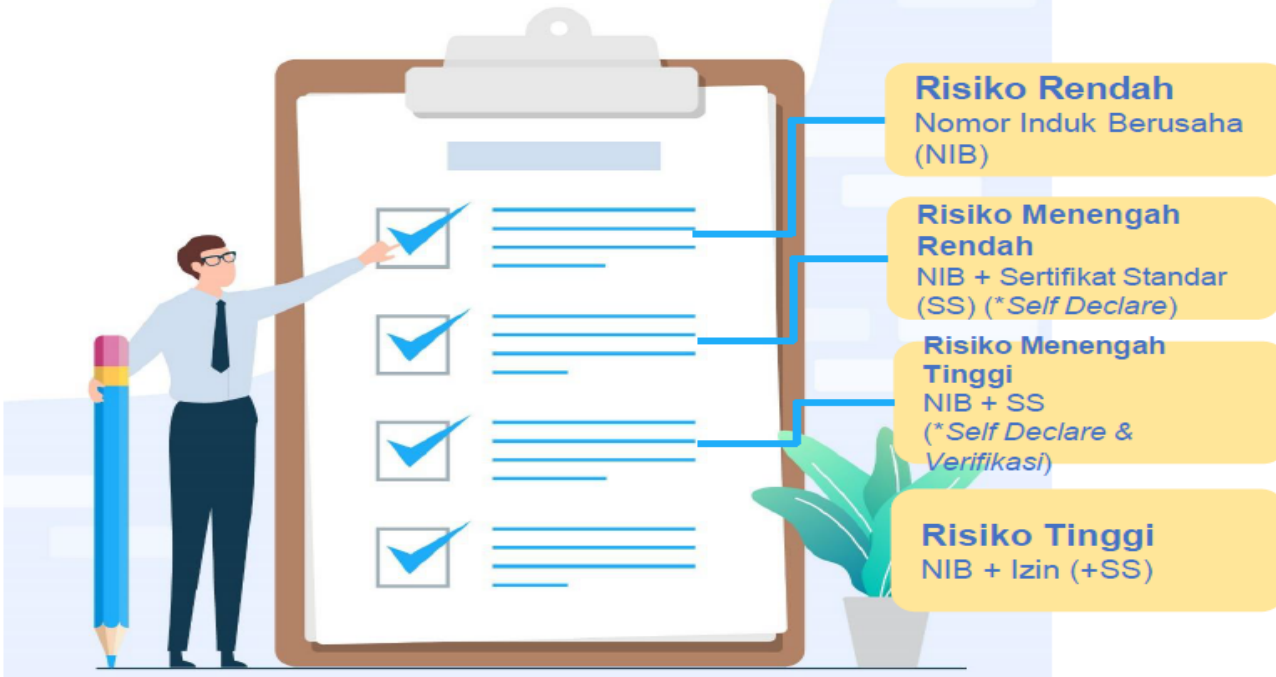 Risiko Rendah
Nomor Induk Berusaha
(NIB)
Risiko Menengah
Rendah
NIB + Sertifikat Standar
(SS) (*Self Declare)
Risiko Menengah
Tinggi
NIB + SS
(*Self Declare &
Verifikasi)
Risiko Tinggi
NIB + Izin (+SS)